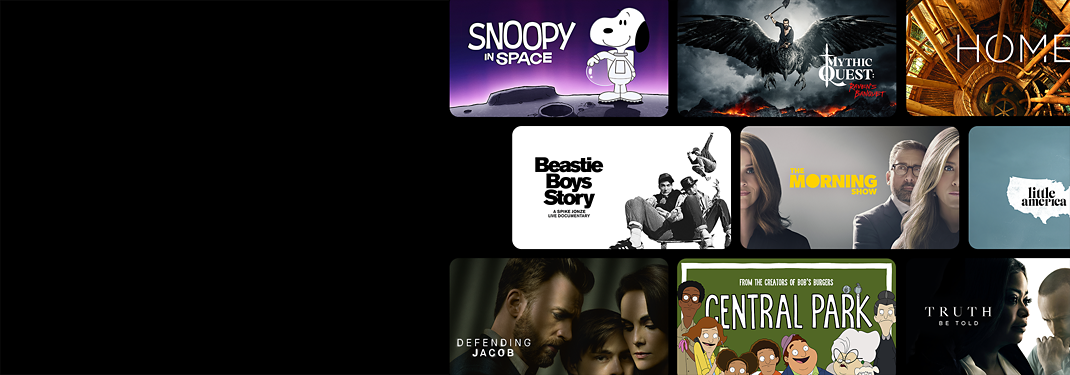 SNOOPY
IN SPACE
MYTHIC
QUEST:
RAVEN'S
BANQUET
HOME
Beastie
Boys
Story
A SPIKE JONZE
LIVE DOCUMENTARY
THE
MORNING
SHOW
little
america
DEFENDING
JACOB
FROM THE CREATORS OF BOB'S BURGERS
CENTRAL PARK
TRUTH
BE TOLD